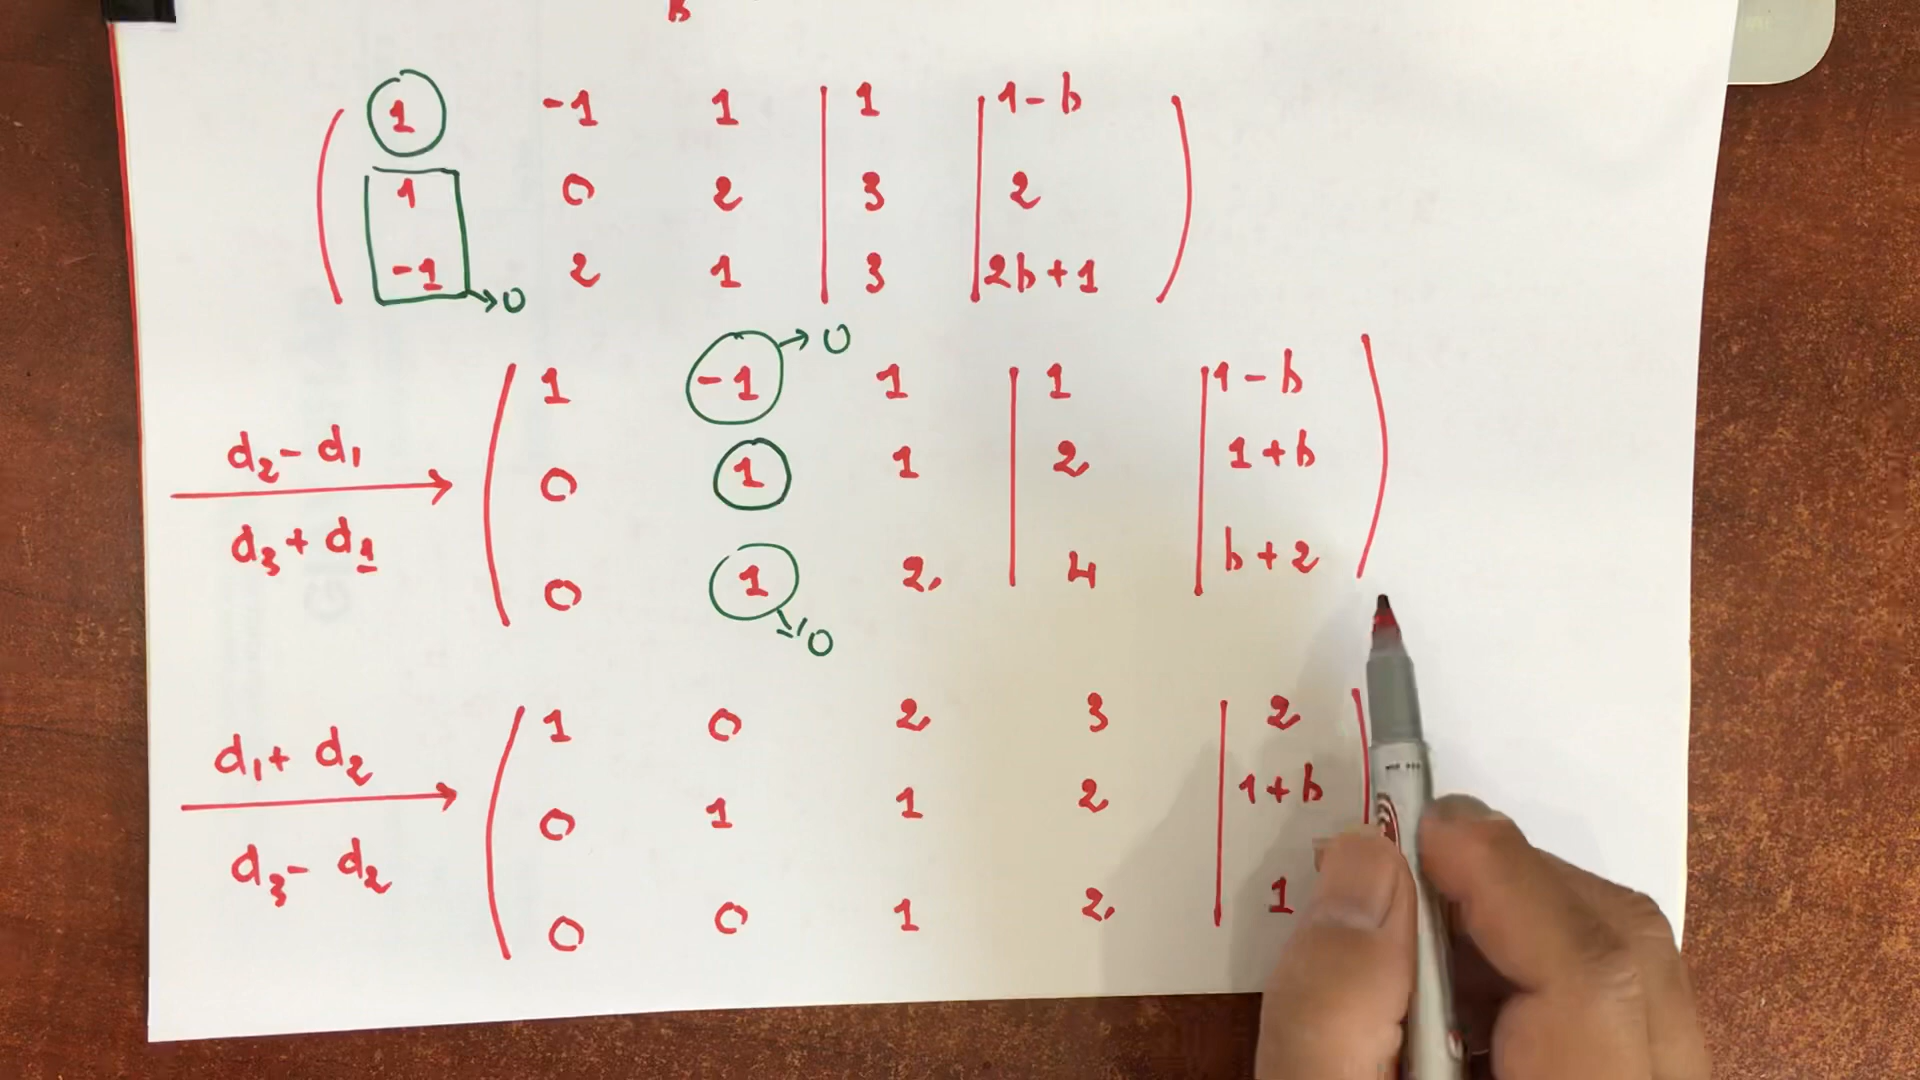 1 -1 1 | 1 | 1-b
1 0 2 | 3 | 2
-1 2 1 | 3 | 2b+1
→0
→0
1 -1 1 | 1 | 1-b
d₂-d₁
0 1 1 | 2 | 1+b
d₃+d₁
0 1 2 | 4 | b+2
0
1 0 2 3 | 2
d₁+d₂
0 1 1 2 | 1+b
d₃-d₂
0 0 1 2 | 1